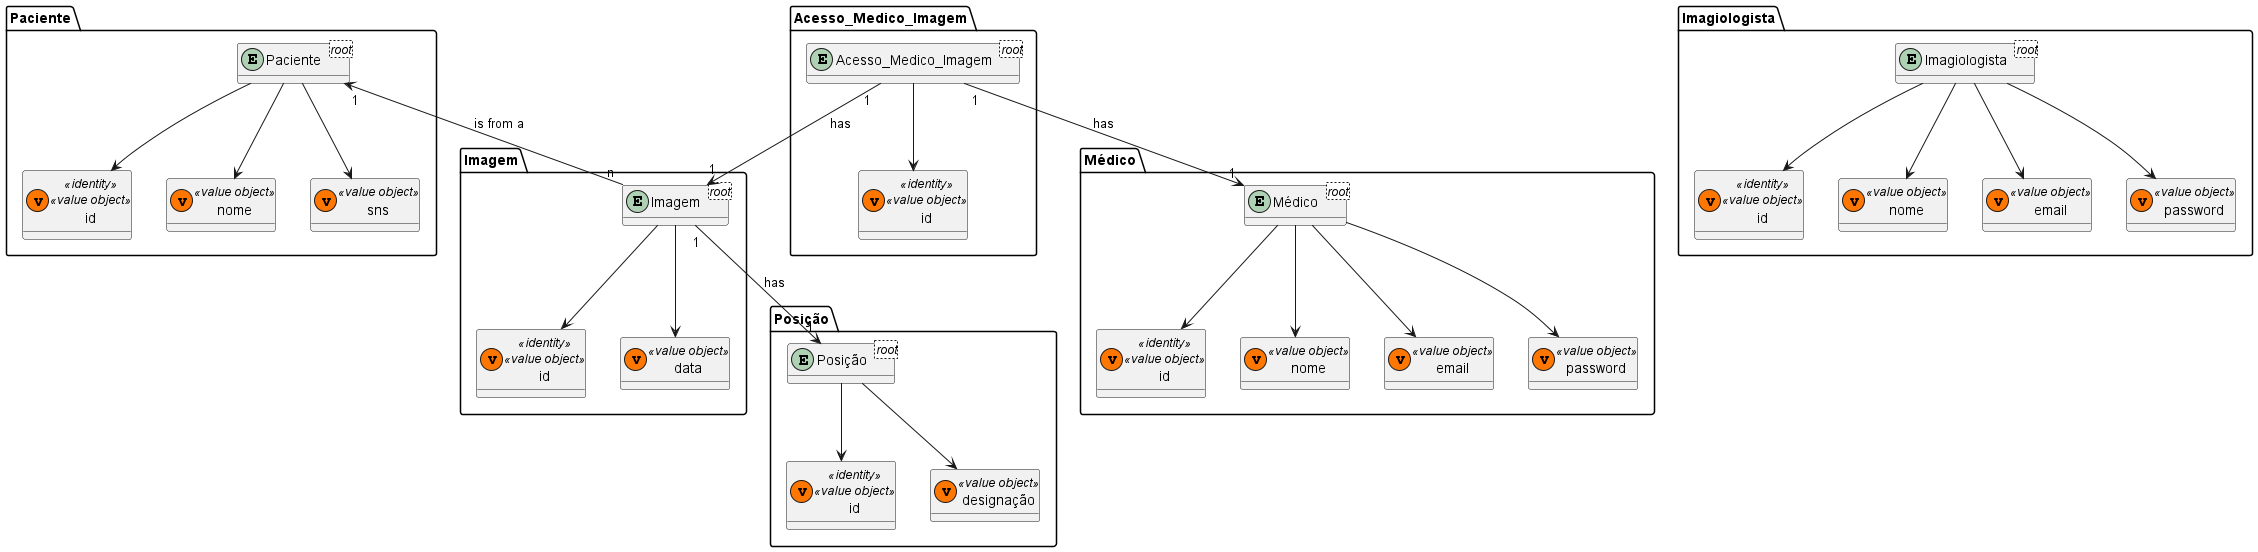 Paciente
E Paciente
root
1
V «identity»
«value object»
id
V «value object»
nome
V «value object»
sns
is from a
n
Imagem
E Imagem
root
1
V «identity»
«value object»
id
V «value object»
data
has
1
Posição
E Posição
root
V «identity»
«value object»
id
V «value object»
designação
Acesso_Medico_Imagem
E Acesso_Medico_Imagem
root
1
1
has
1
V «identity»
«value object»
id
has
1
Médico
E Médico
root
V «identity»
«value object»
id
V «value object»
nome
V «value object»
email
V «value object»
password
Imagiologista
E Imagiologista
root
V «identity»
«value object»
id
V «value object»
nome
V «value object»
email
V «value object»
password